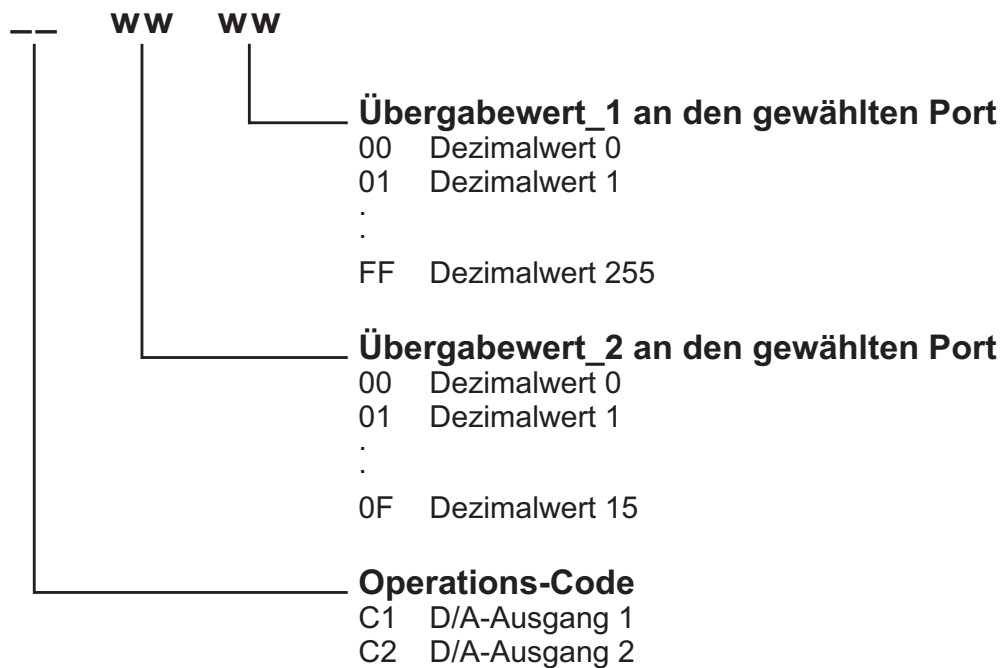 __ ww ww
Übergabewert_1 an den gewählten Port
00 Dezimalwert 0
01 Dezimalwert 1
.
.
FF Dezimalwert 255
Übergabewert_2 an den gewählten Port
00 Dezimalwert 0
01 Dezimalwert 1
.
.
0F Dezimalwert 15
Operations-Code
C1 D/A-Ausgang 1
C2 D/A-Ausgang 2